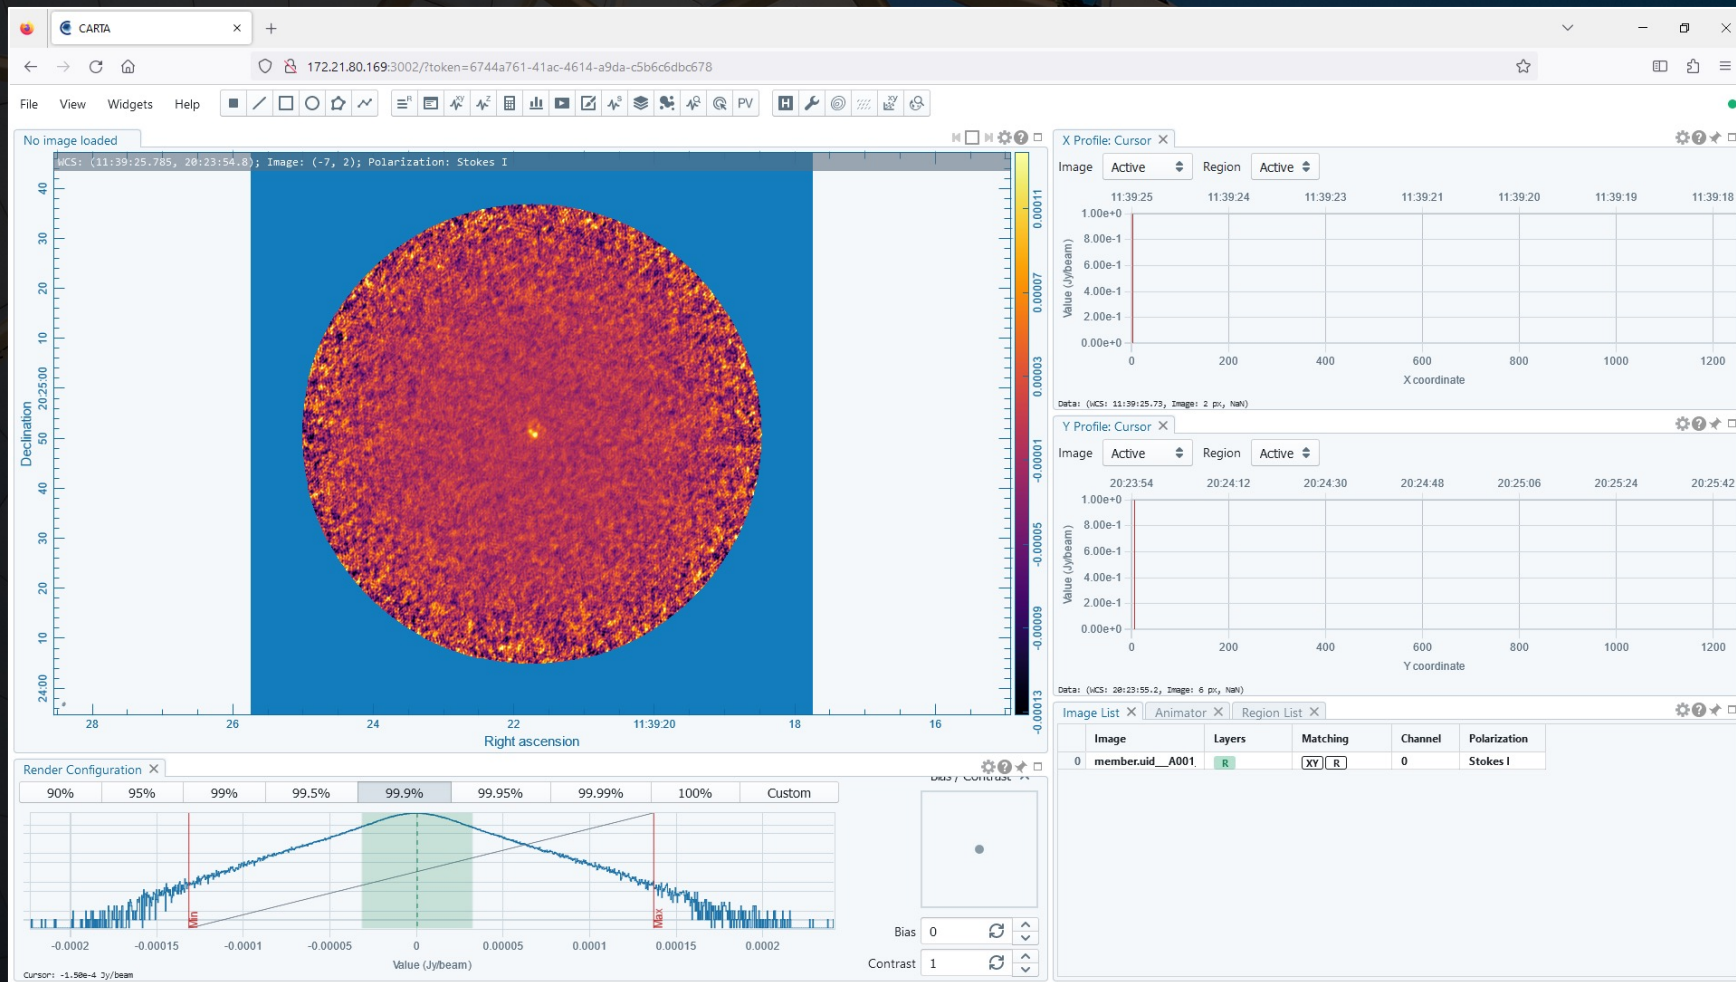 CARTA
172.21.80.169:3002/?token=6744a761-41ac-4614-a9da-c5b6c6dbc678
File View Widgets Help
PV
No image loaded
WCS: (11:39:25.785, 20:23:54.8); Image: (-7, 2); Polarization: Stokes I
40
30
20
10
20:25:00
50
40
30
20
10
24:00
Declination
28 26 24 22 11:39:20 18 16
Right ascension
0.00011
0.00007
0.00003
-0.00001
-0.00005
-0.00009
-0.00013
Render Configuration
90% 95% 99% 99.5% 99.9% 99.95% 99.99% 100% Custom
Min
Max
-0.0002 -0.00015 -0.0001 -0.00005 0 0.00005 0.0001 0.00015 0.0002
Value (Jy/beam)
Cursor: -1.50e-4 Jy/beam
Bias / Contrast
Bias 0
Contrast 1
X Profile: Cursor
Image Active Region Active
11:39:25 11:39:24 11:39:23 11:39:21 11:39:20 11:39:19 11:39:18
1.00e+0
8.00e-1
6.00e-1
4.00e-1
2.00e-1
0.00e+0
Value (Jy/beam)
0 200 400 600 800 1000 1200
X coordinate
Data: (WCS: 11:39:25.73, Image: 2 px, NaN)
Y Profile: Cursor
Image Active Region Active
20:23:54 20:24:12 20:24:30 20:24:48 20:25:06 20:25:24 20:25:42
1.00e+0
8.00e-1
6.00e-1
4.00e-1
2.00e-1
0.00e+0
Value (Jy/beam)
0 200 400 600 800 1000 1200
Y coordinate
Data: (WCS: 20:23:55.2, Image: 6 px, NaN)
Image List Animator Region List
Image Layers Matching Channel Polarization
0 member.uid___A001_ R XY R 0 Stokes I